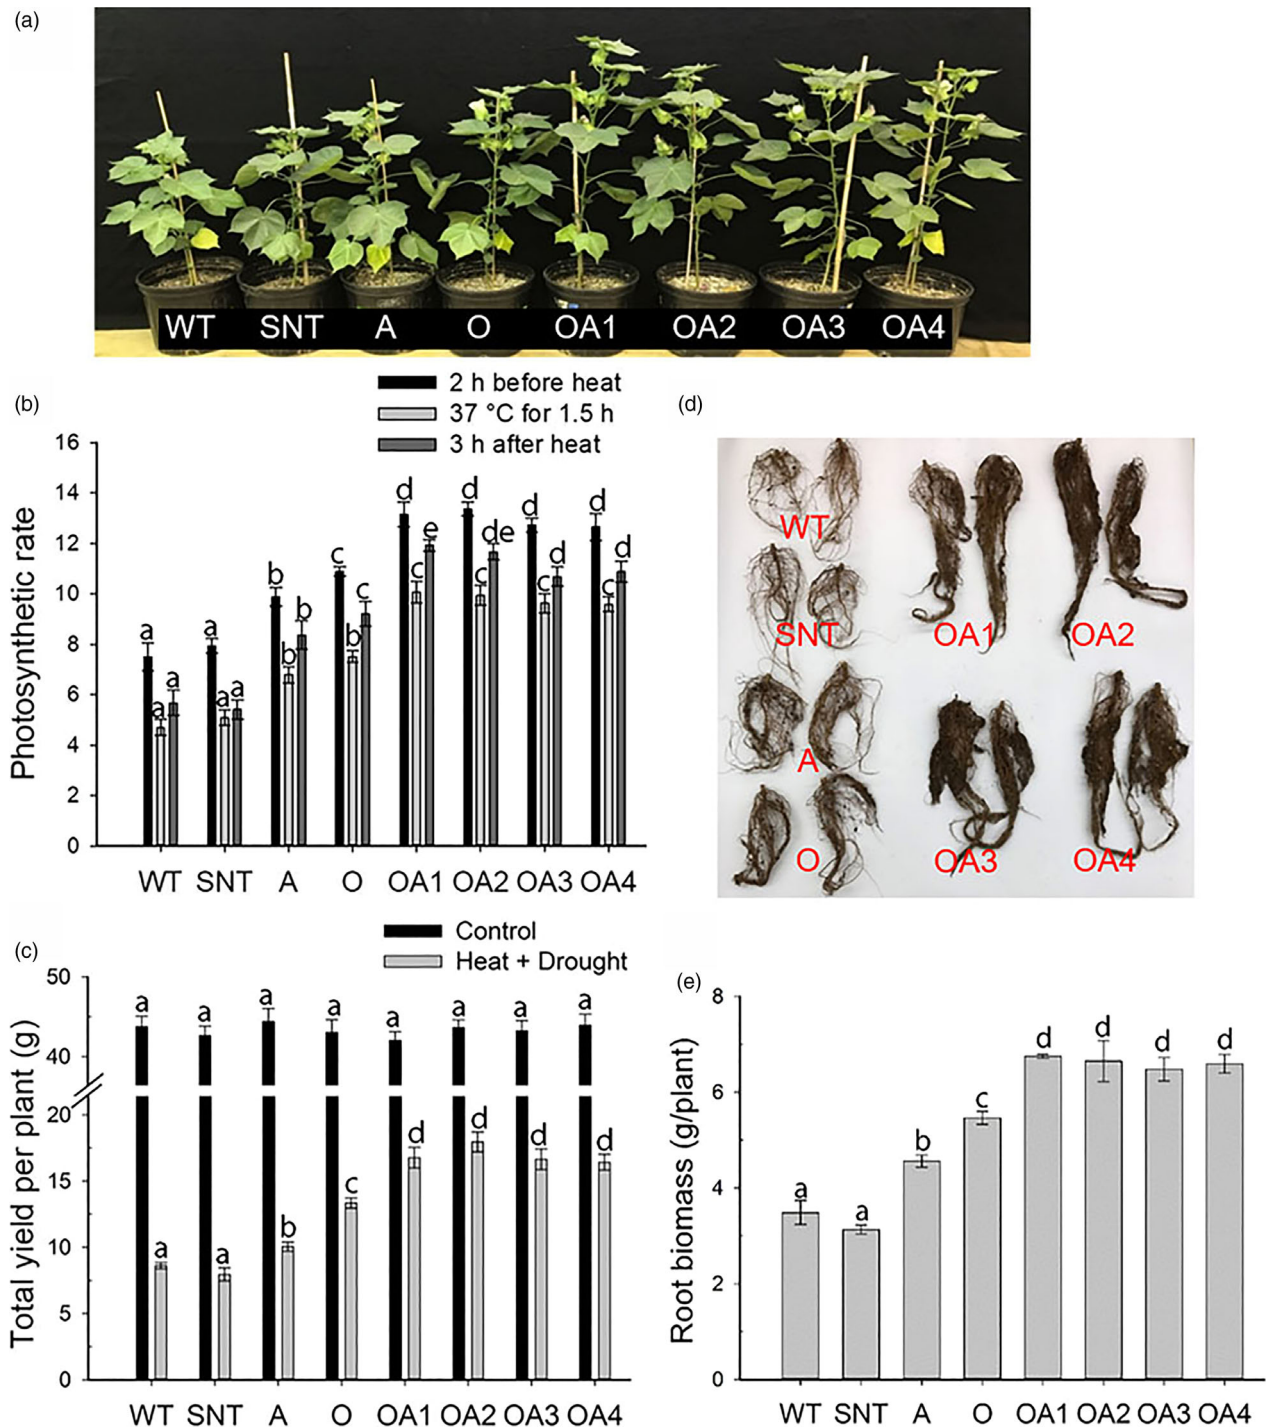 (a)
WT SNT A O OA1 OA2 OA3 OA4
(b)
2 h before heat
37 °C for 1.5 h
3 h after heat
Photosynthetic rate
16
14
12
10
8
6
4
2
0
a a a
a a a
b b b
c b c
d c e
d c de
d c d
d c d
WT SNT A O OA1 OA2 OA3 OA4
(d)
WT
SNT
A
O
OA1
OA2
OA3
OA4
(c)
Control
Heat + Drought
Total yield per plant (g)
50
40
20
15
10
5
0
a a
a a
a b
a c
a d
a d
a d
a d
WT SNT A O OA1 OA2 OA3 OA4
(e)
Root biomass (g/plant)
8
6
4
2
0
a a b c d d d d
WT SNT A O OA1 OA2 OA3 OA4